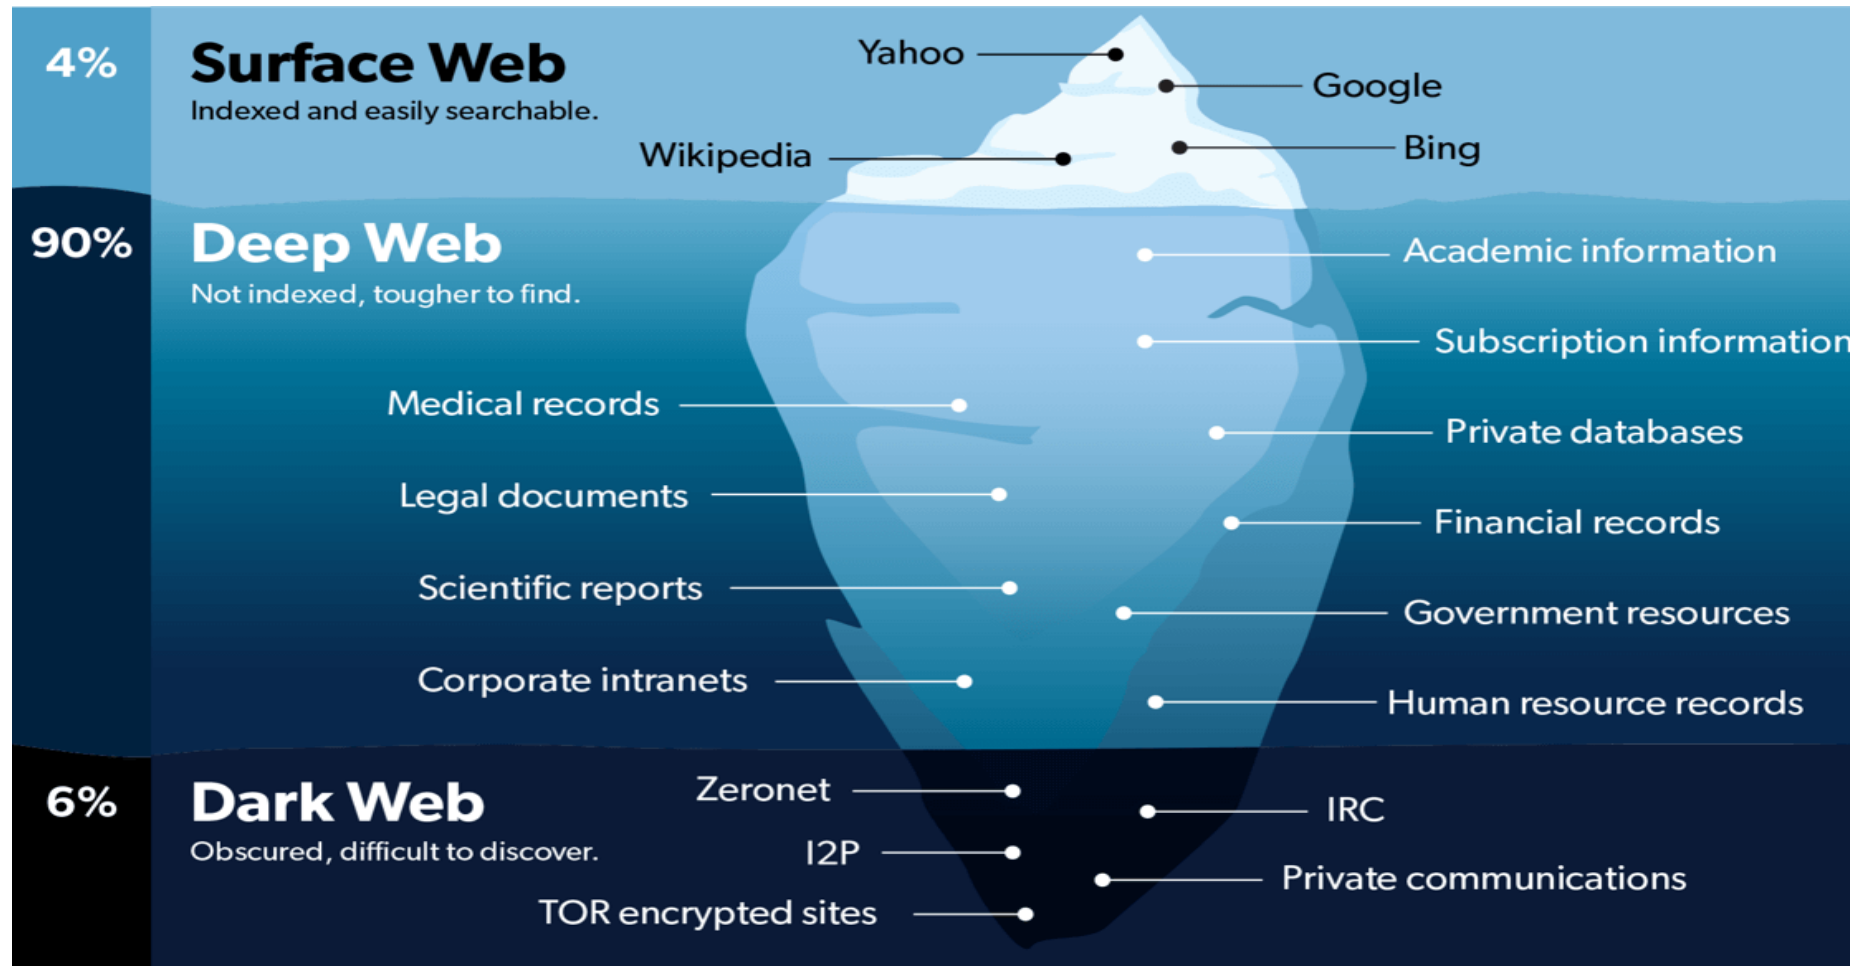 4%
Surface Web
Indexed and easily searchable.
Yahoo
Google
Wikipedia
Bing
90%
Deep Web
Not indexed, tougher to find.
Academic information
Subscription information
Medical records
Private databases
Legal documents
Financial records
Scientific reports
Government resources
Corporate intranets
Human resource records
6%
Dark Web
Obscured, difficult to discover.
Zeronet
IRC
I2P
Private communications
TOR encrypted sites